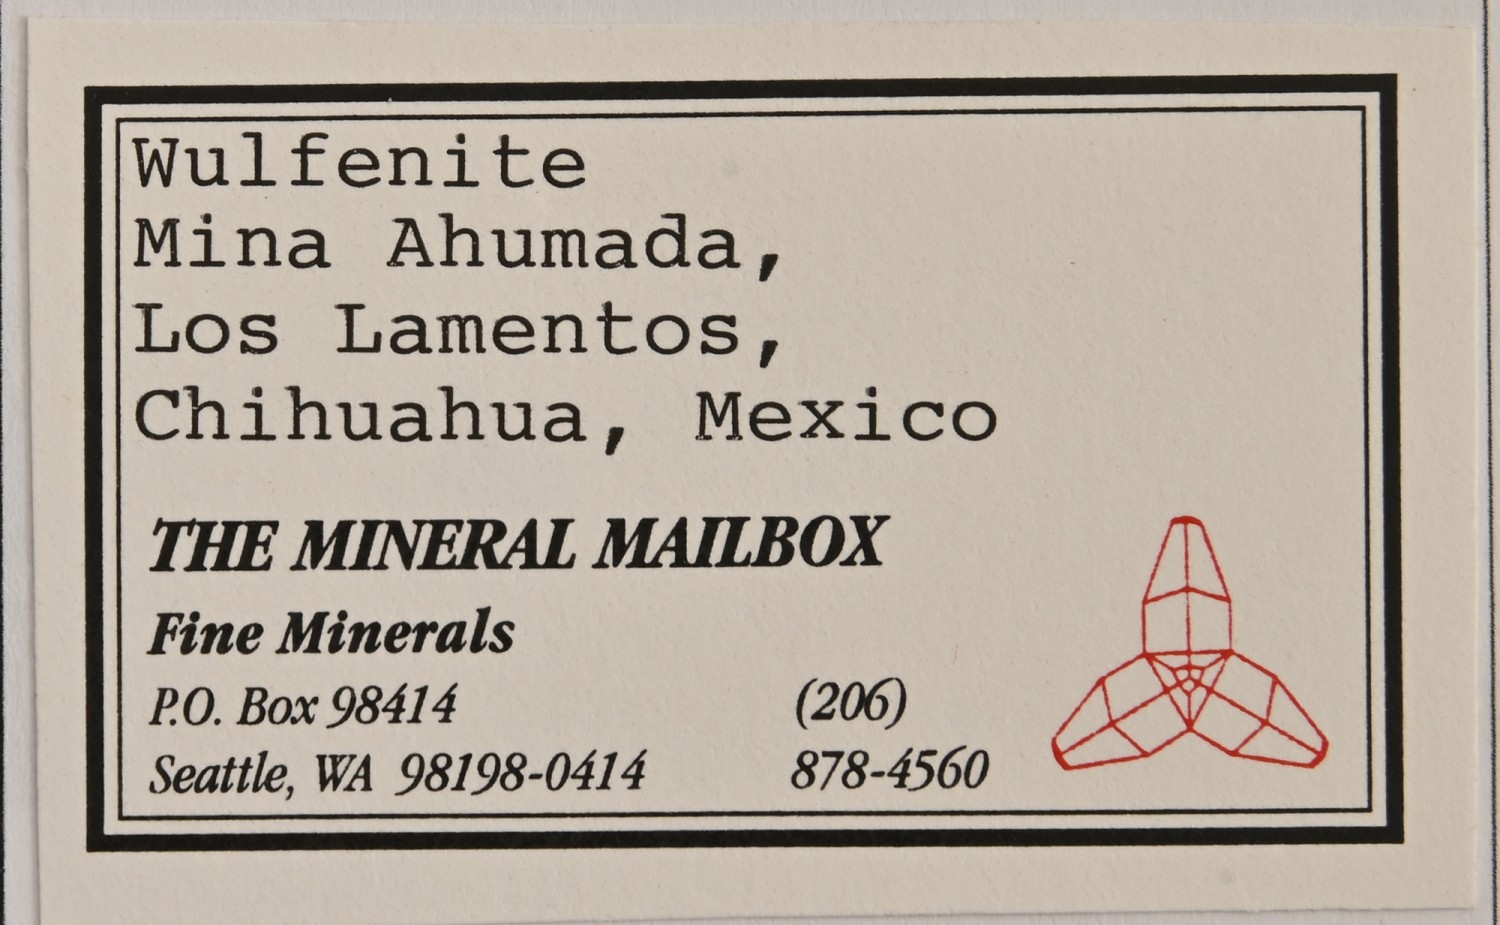 Wulfenite
Mina Ahumada,
Los Lamentos,
Chihuahua, Mexico
THE MINERAL MAILBOX
Fine Minerals
P.O. Box 98414
(206)
Seattle, WA 98198-0414
878-4560